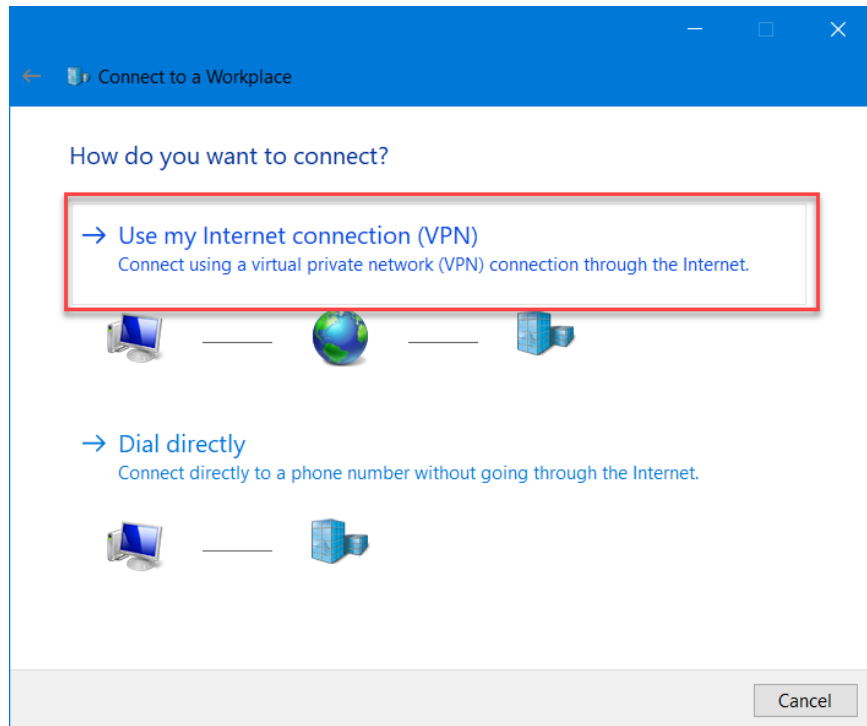 Connect to a Workplace
How do you want to connect?
Use my Internet connection (VPN)
Connect using a virtual private network (VPN) connection through the Internet.
Dial directly
Connect directly to a phone number without going through the Internet.
Cancel